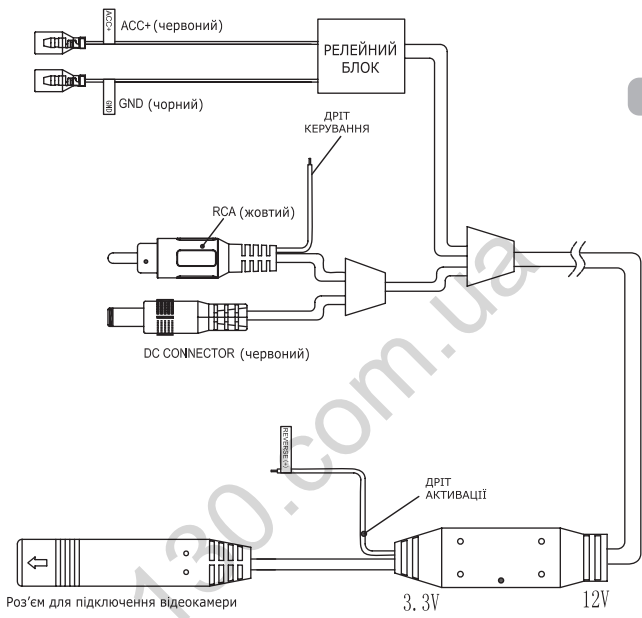 ACC+
ACC+ (червоний)
РЕЛЕЙНИЙ
БЛОК
GND
GND (чорний)
ДРІТ
КЕРУВАННЯ
RCA (жовтий)
DC CONNECTOR (червоний)
REVERSE(+)
ДРІТ
АКТИВАЦІЇ
Роз'єм для підключення відеокамери
3.3V
12V
130.com.ua